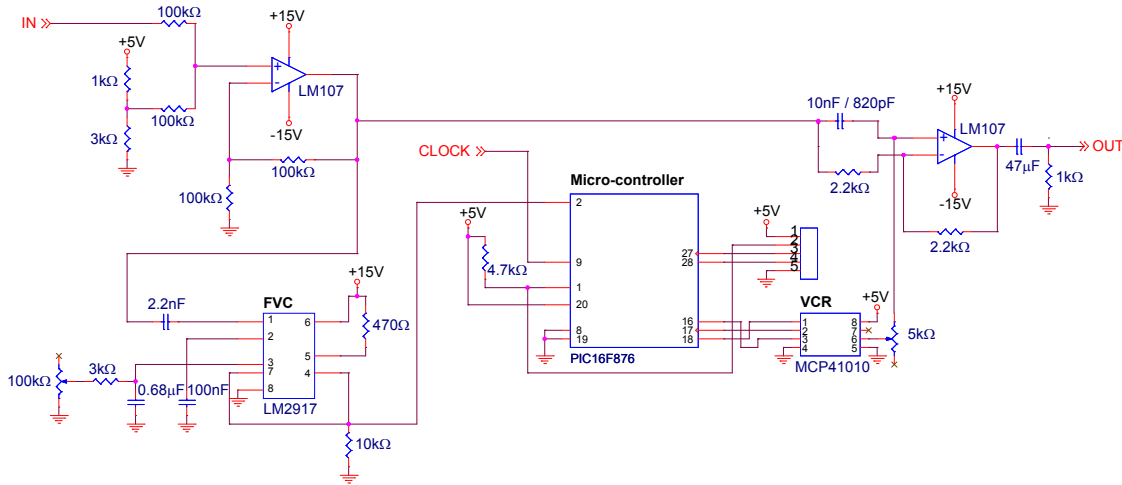 IN
100kΩ
+5V
1kΩ
3kΩ
100kΩ
+15V
+
-
LM107
-15V
100kΩ
100kΩ
CLOCK
10nF / 820pF
2.2kΩ
+15V
+
-
LM107
-15V
47μF
OUT
1kΩ
2.2kΩ
Micro-controller
+5V
4.7kΩ
2
9
1
20
8
19
27
28
16
17
18
PIC16F876
+5V
1
2
3
4
5
VCR
+5V
1
2
3
4
8
7
6
5
MCP41010
5kΩ
2.2nF
FVC
+15V
470Ω
1
2
3
7
8
6
5
4
LM2917
100kΩ
3kΩ
0.68μF
100nF
10kΩ